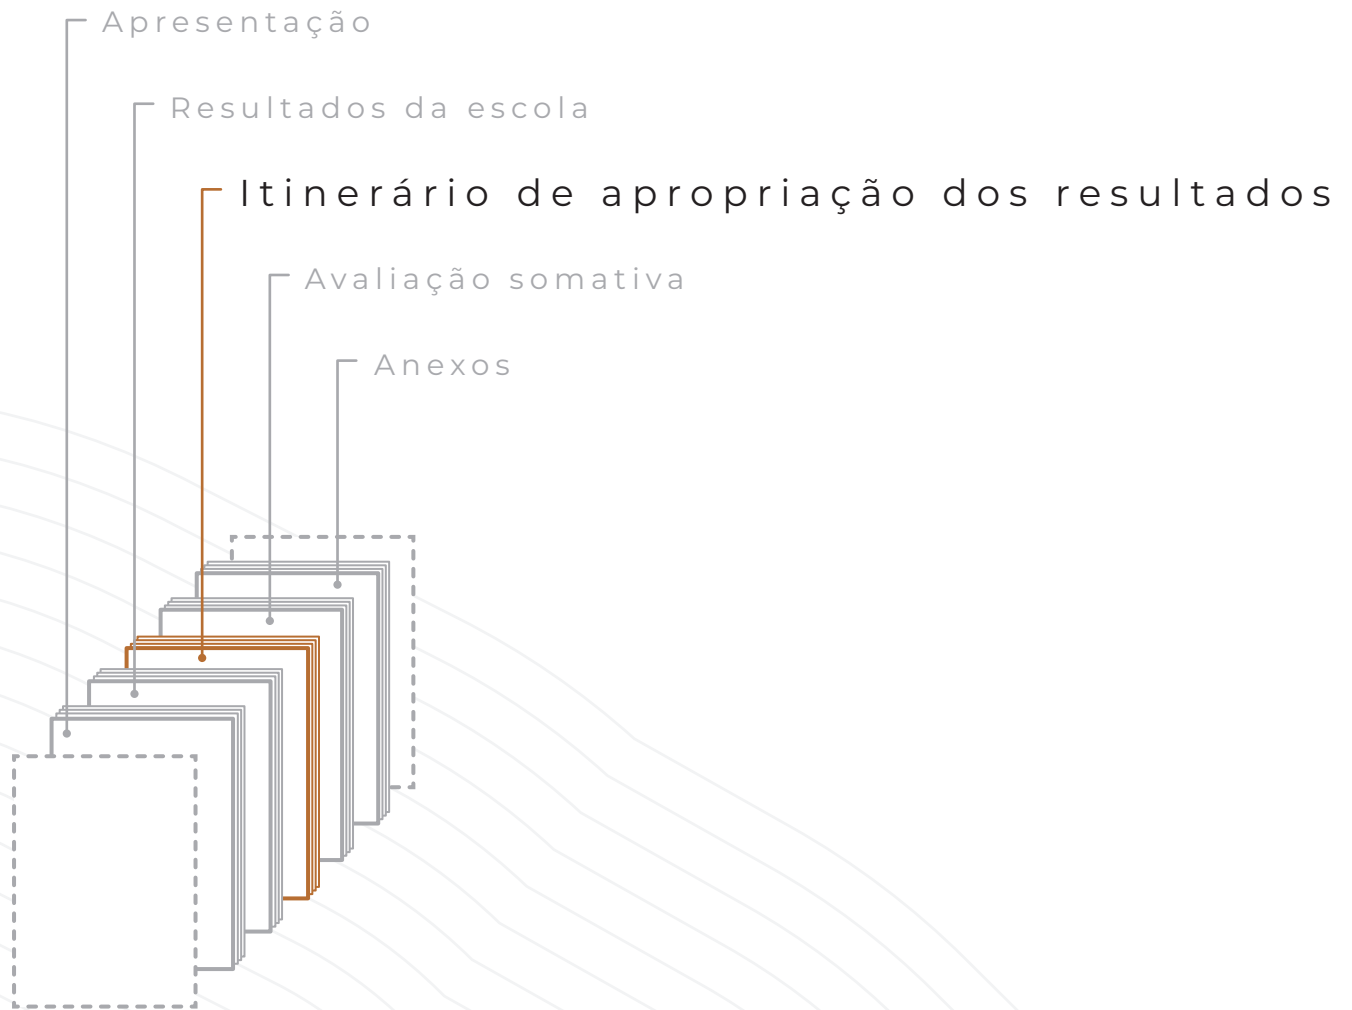 Apresentação
Resultados da escola
Itinerário de apropriação dos resultados
Avaliação somativa
Anexos